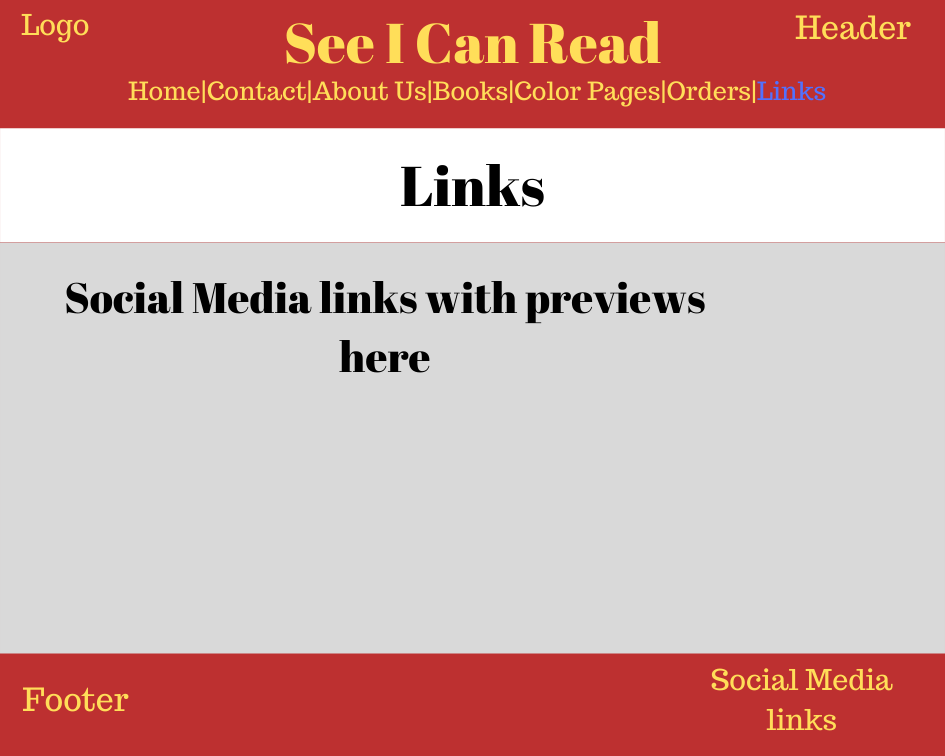 Logo
See I Can Read
Header
Home|Contact|About Us|Books|Color Pages|Orders|Links
Links
Social Media links with previews
here
Footer
Social Media
links